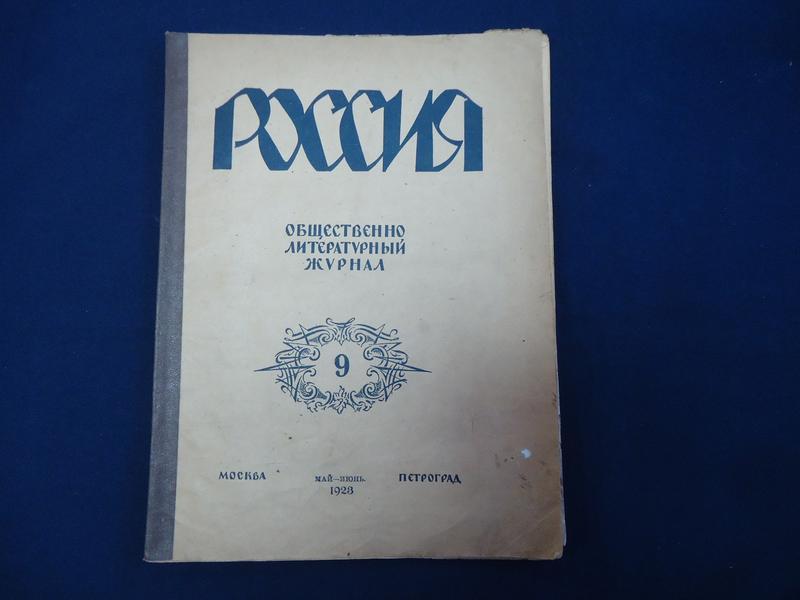 РОССИЯ
ОБЩЕСТВЕННО
ЛИТЕРАТУРНЫЙ
ЖУРНАЛ
9
МОСКВА МАЙ—ИЮНЬ. ПЕТРОГРАД
1923